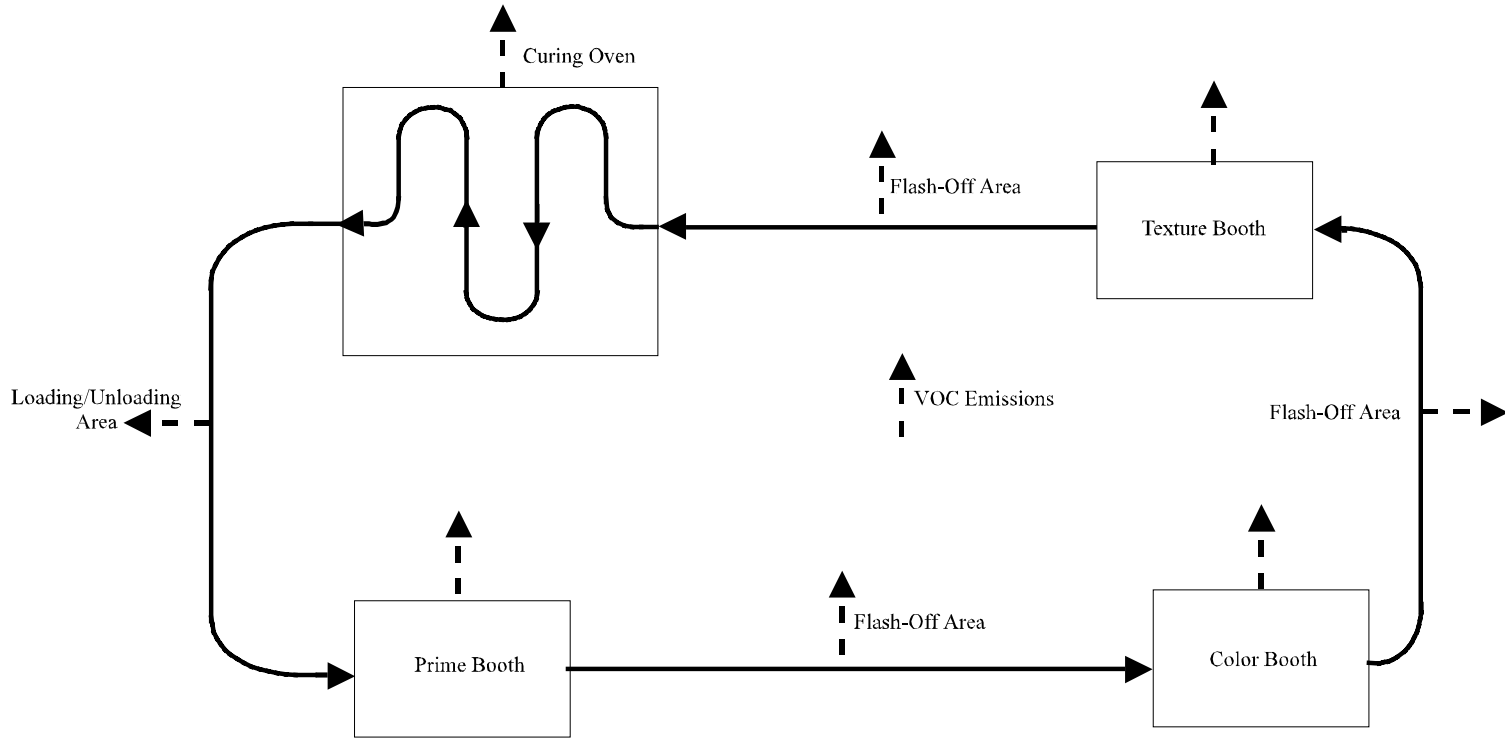 Curing Oven
Flash-Off Area
Texture Booth
Loading/Unloading
Area
VOC Emissions
Flash-Off Area
Flash-Off Area
Prime Booth
Color Booth